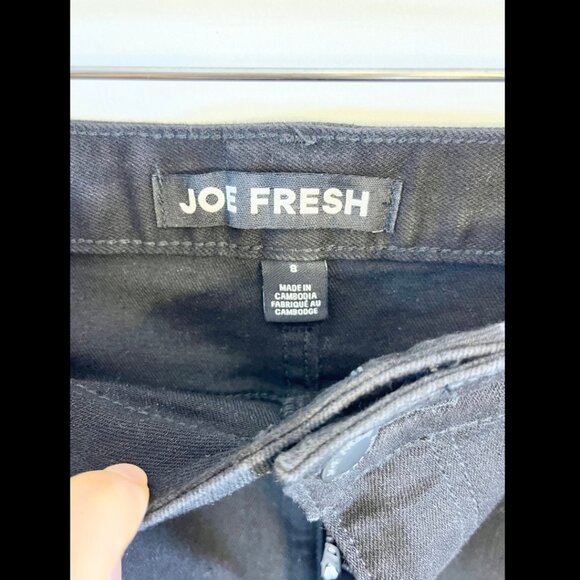 JOE FRESH
8
MADE IN
CAMBODIA
FABRIQUÉ AU
CAMBODGE